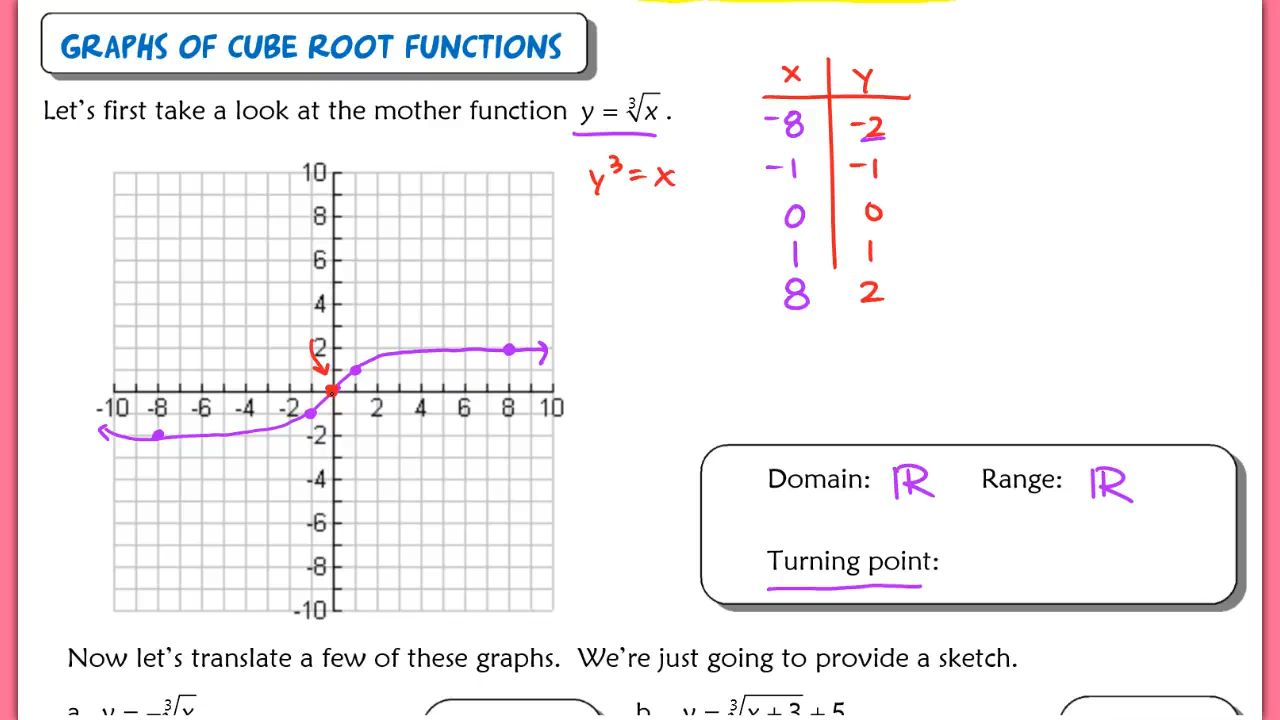 GRAPHS OF CUBE ROOT FUNCTIONS
Let's first take a look at the mother function y = ∛x .
y³ = x
x y
-8 -2
-1 -1
0 0
1 1
8 2
10
8
6
4
2
-10 -8 -6 -4 -2 2 4 6 8 10
-2
-4
-6
-8
-10
Domain: ℝ Range: ℝ
Turning point:
Now let's translate a few of these graphs. We're just going to provide a sketch.
a y = -∛x b y = ∛x + 3 + 5